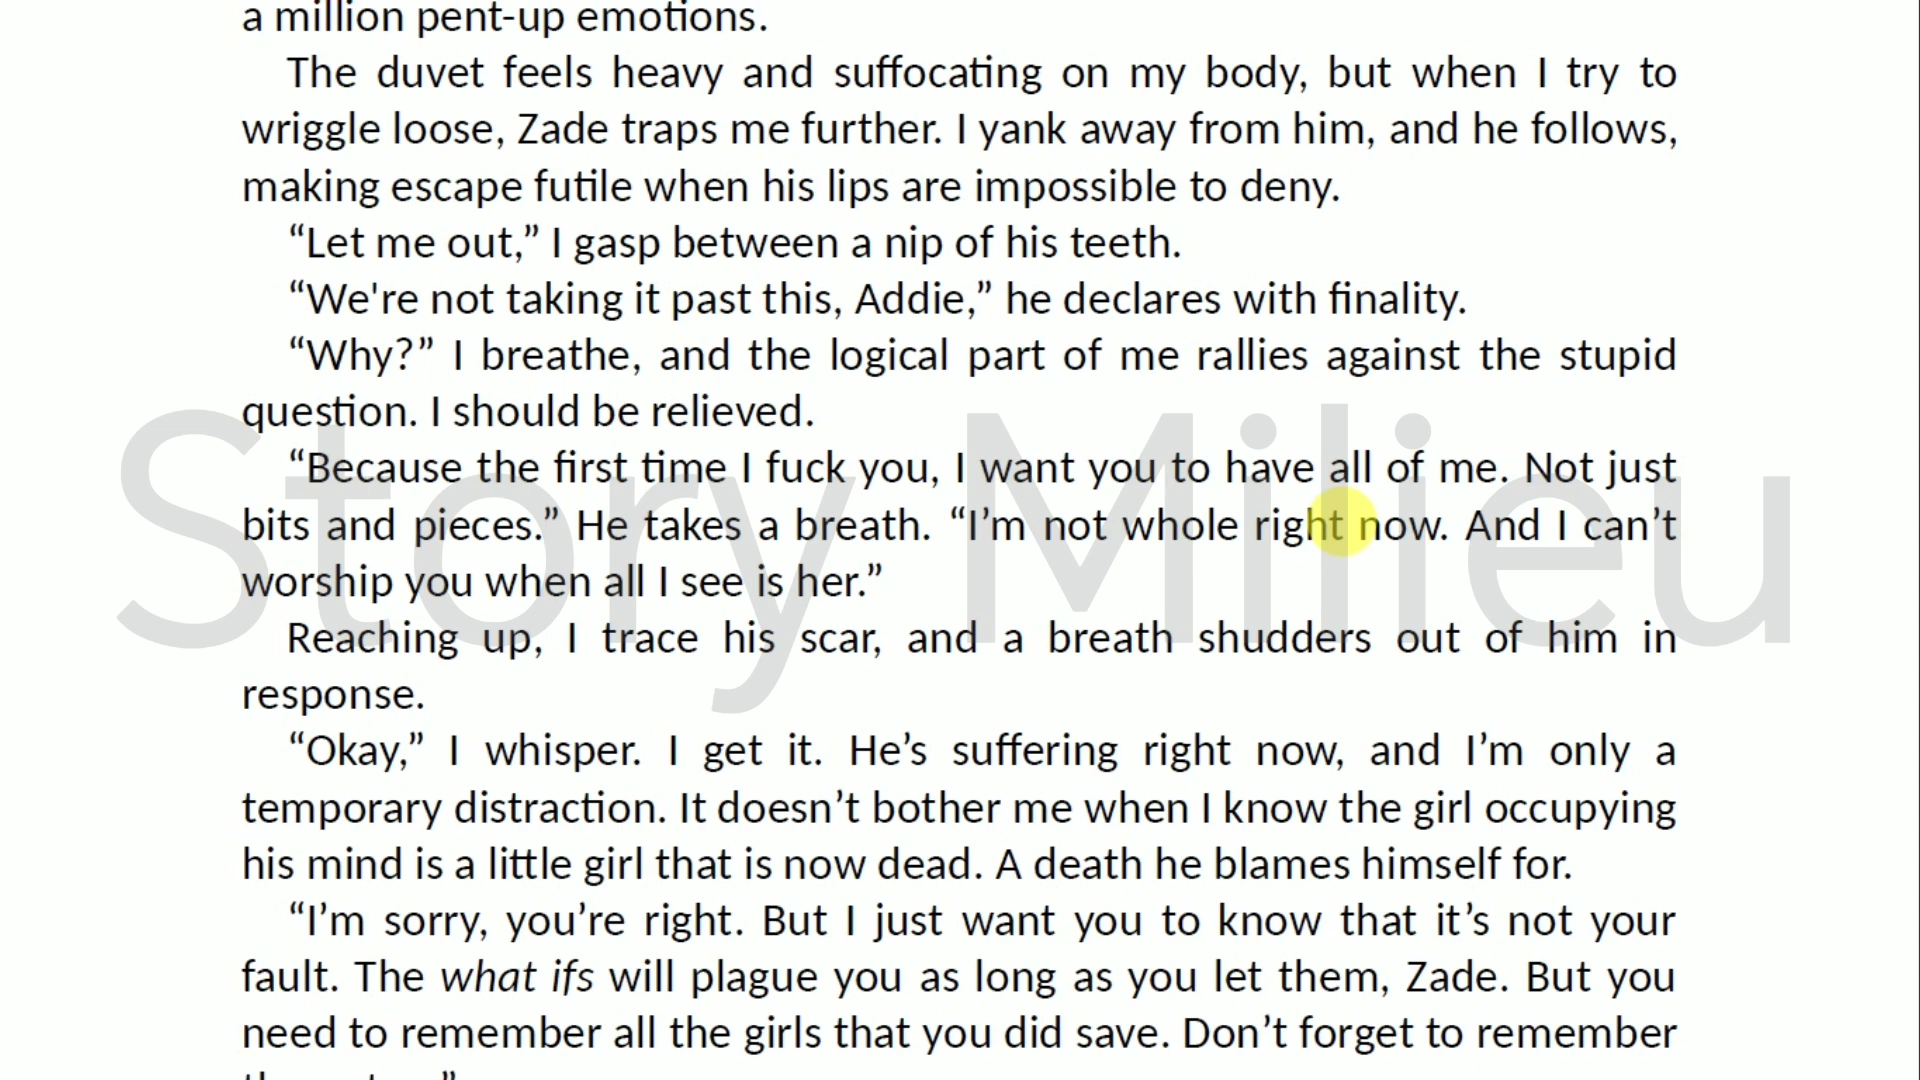 a million pent-up emotions.
The duvet feels heavy and suffocating on my body, but when I try to
wriggle loose, Zade traps me further. I yank away from him, and he follows,
making escape futile when his lips are impossible to deny.
“Let me out,” I gasp between a nip of his teeth.
“We're not taking it past this, Addie,” he declares with finality.
“Why?” I breathe, and the logical part of me rallies against the stupid
question. I should be relieved.
“Because the first time I fuck you, I want you to have all of me. Not just
bits and pieces.” He takes a breath. “I’m not whole right now. And I can’t
worship you when all I see is her.”
Reaching up, I trace his scar, and a breath shudders out of him in
response.
“Okay,” I whisper. I get it. He’s suffering right now, and I’m only a
temporary distraction. It doesn’t bother me when I know the girl occupying
his mind is a little girl that is now dead. A death he blames himself for.
“I’m sorry, you’re right. But I just want you to know that it’s not your
fault. The what ifs will plague you as long as you let them, Zade. But you
need to remember all the girls that you did save. Don’t forget to remember
Story Milieu